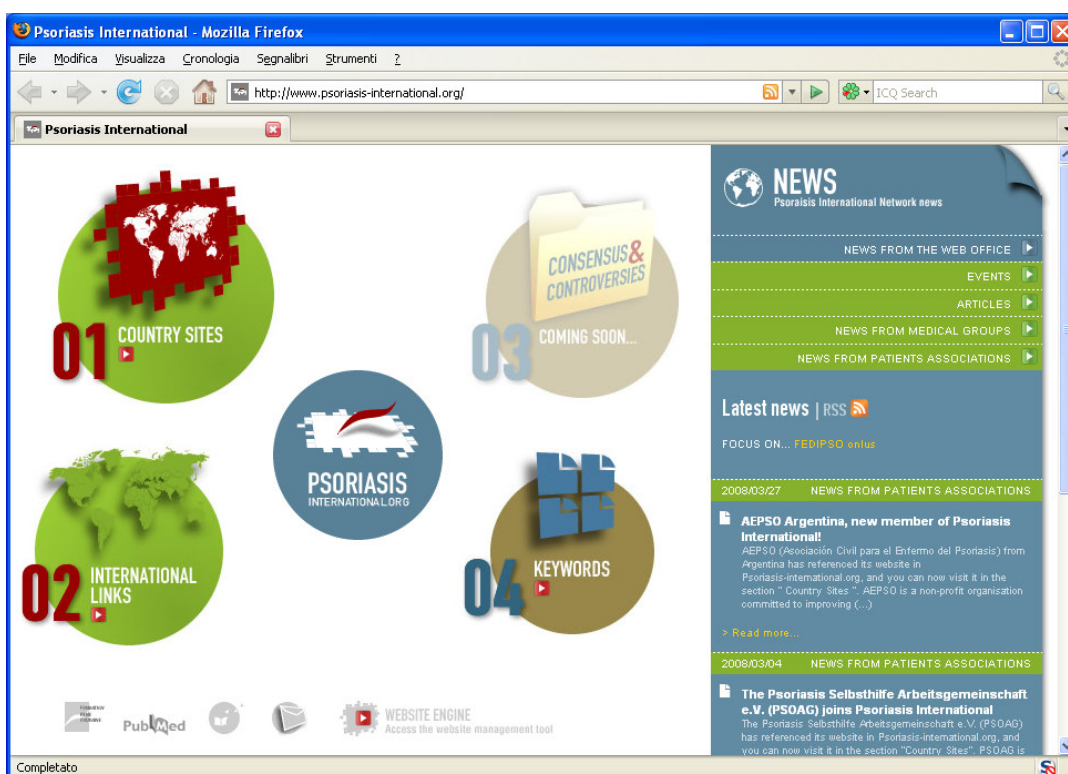 Psoriasis International - Mozilla Firefox
File Modifica Visualizza Cronologia Segnalibri Strumenti ?
http://www.psoriasis-international.org/
ICQ Search
Psoriasis International
01
COUNTRY SITES
CONSENSUS &
CONTROVERSIES
03
COMING SOON...
PSORIASIS
INTERNATIONAL.ORG
02
INTERNATIONAL
LINKS
04
KEYWORDS
PubMed
WEBSITE ENGINE
Access the website management tool
NEWS
Psoraisis International Network news
NEWS FROM THE WEB OFFICE
EVENTS
ARTICLES
NEWS FROM MEDICAL GROUPS
NEWS FROM PATIENTS ASSOCIATIONS
Latest news | RSS
FOCUS ON... FEDIPSO onlus
2008/03/27 NEWS FROM PATIENTS ASSOCIATIONS
AEPSO Argentina, new member of Psoriasis
International!
AEPSO (Asociación Civil para el Enfermo del Psoriasis) from
Argentina has referenced its website in
Psoriasis-international.org, and you can now visit it in the
section " Country Sites ". AEPSO is a non-profit organisation
committed to improving (...)
> Read more...
2008/03/04 NEWS FROM PATIENTS ASSOCIATIONS
The Psoriasis Selbsthilfe Arbeitsgemeinschaft
e.V. (PSOAG) joins Psoriasis International
The Psoriasis Selbsthilfe Arbeitsgemeinschaft e.V. (PSOAG)
has referenced its website in Psoriasis-international.org, and
you can now visit it in the section "Country Sites". PSOAG is
Completato